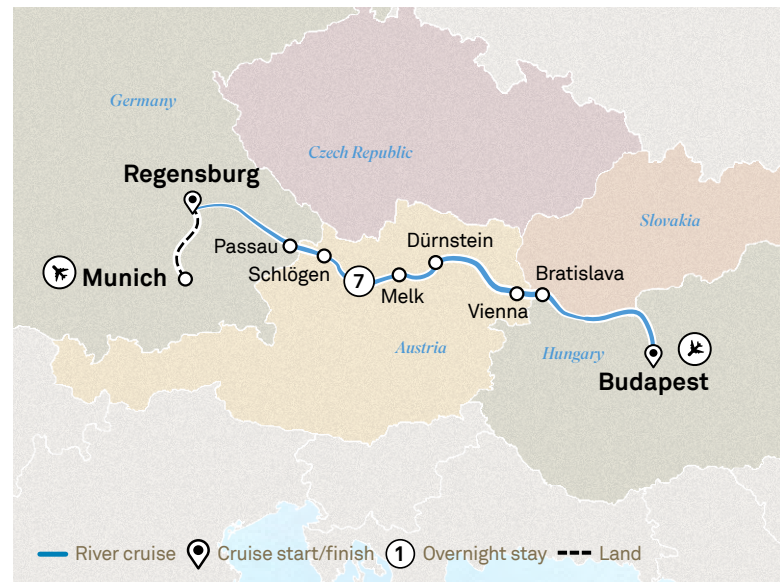 Germany
Czech Republic
Regensburg
Slovakia
Passau
Dürnstein
Schlögen
Munich
7
Melk
Bratislava
Vienna
Austria
Hungary
Budapest
River cruise
Cruise start/finish
1 Overnight stay
Land